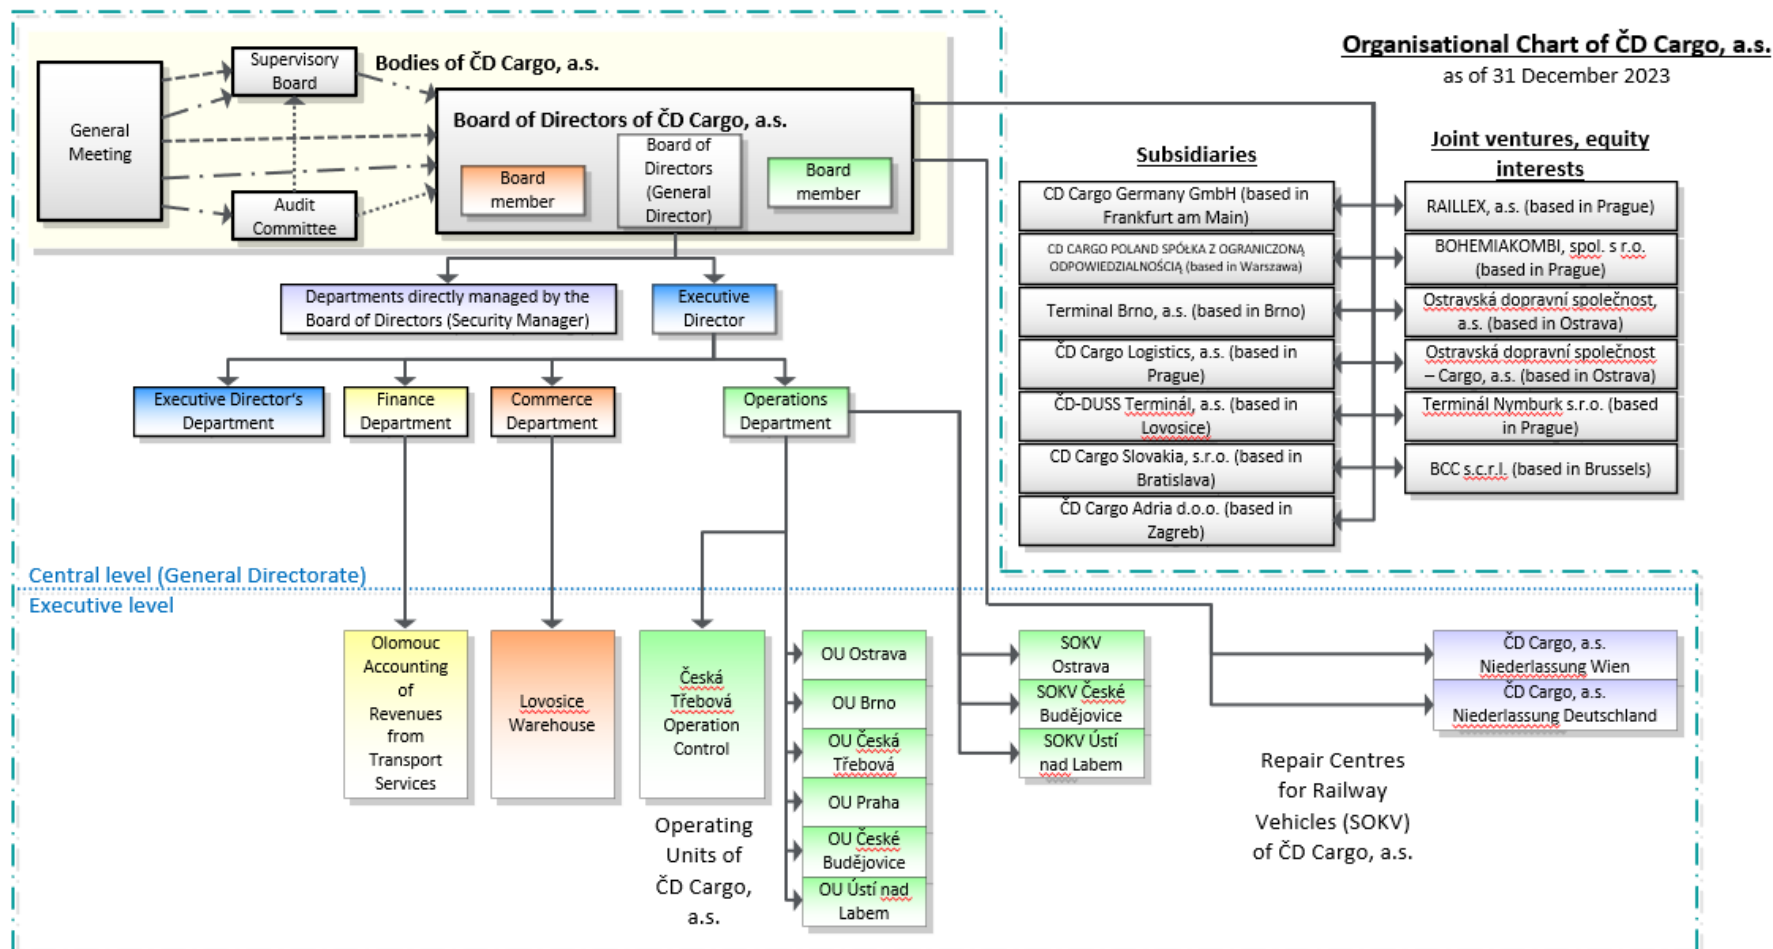 Organisational Chart of ČD Cargo, a.s.
as of 31 December 2023
Bodies of ČD Cargo, a.s.
General
Meeting
Supervisory
Board
Audit
Committee
Board of Directors of ČD Cargo, a.s.
Board
member
Board of
Directors
(General
Director)
Board
member
Departments directly managed by the
Board of Directors (Security Manager)
Executive
Director
Executive Director's
Department
Finance
Department
Commerce
Department
Operations
Department
Subsidiaries
CD Cargo Germany GmbH (based in
Frankfurt am Main)
CD CARGO POLAND SPÓŁKA Z OGRANICZONĄ
ODPOWIEDZIALNOŚCIĄ (based in Warszawa)
Terminal Brno, a.s. (based in Brno)
ČD Cargo Logistics, a.s. (based in
Prague)
ČD-DUSS Terminál, a.s. (based in
Lovosice)
CD Cargo Slovakia, s.r.o. (based in
Bratislava)
ČD Cargo Adria d.o.o. (based in
Zagreb)
Joint ventures, equity
interests
RAILLEX, a.s. (based in Prague)
BOHEMIAKOMBI, spol. s r.o.
(based in Prague)
Ostravská dopravní společnost,
a.s. (based in Ostrava)
Ostravská dopravní společnost
– Cargo, a.s. (based in Ostrava)
Terminál Nymburk s.r.o. (based
in Prague)
BCC s.c.r.l. (based in Brussels)
Central level (General Directorate)
Executive level
Olomouc
Accounting
of
Revenues
from
Transport
Services
Lovosice
Warehouse
Česká
Třebová
Operation
Control
Operating
Units of
ČD Cargo,
a.s.
OU Ostrava
OU Brno
OU Česká
Třebová
OU Praha
OU České
Budějovice
OU Ústí nad
Labem
SOKV
Ostrava
SOKV České
Budějovice
SOKV Ústí
nad Labem
Repair Centres
for Railway
Vehicles (SOKV)
of ČD Cargo, a.s.
ČD Cargo, a.s.
Niederlassung Wien
ČD Cargo, a.s.
Niederlassung Deutschland